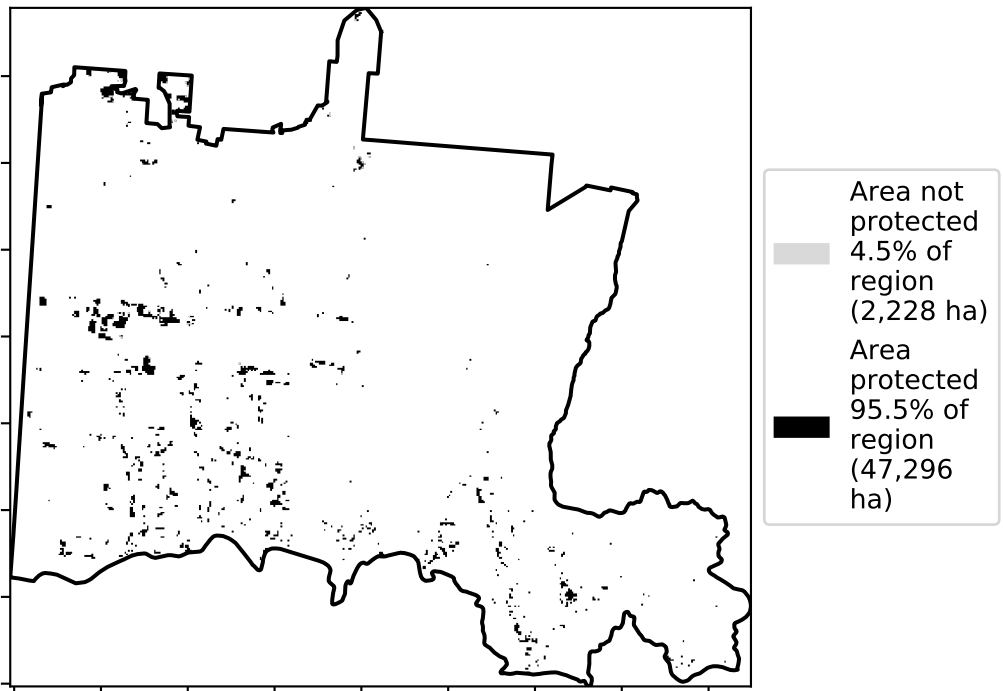 Area not
protected
4.5% of
region
(2,228 ha)
Area
protected
95.5% of
region
(47,296
ha)